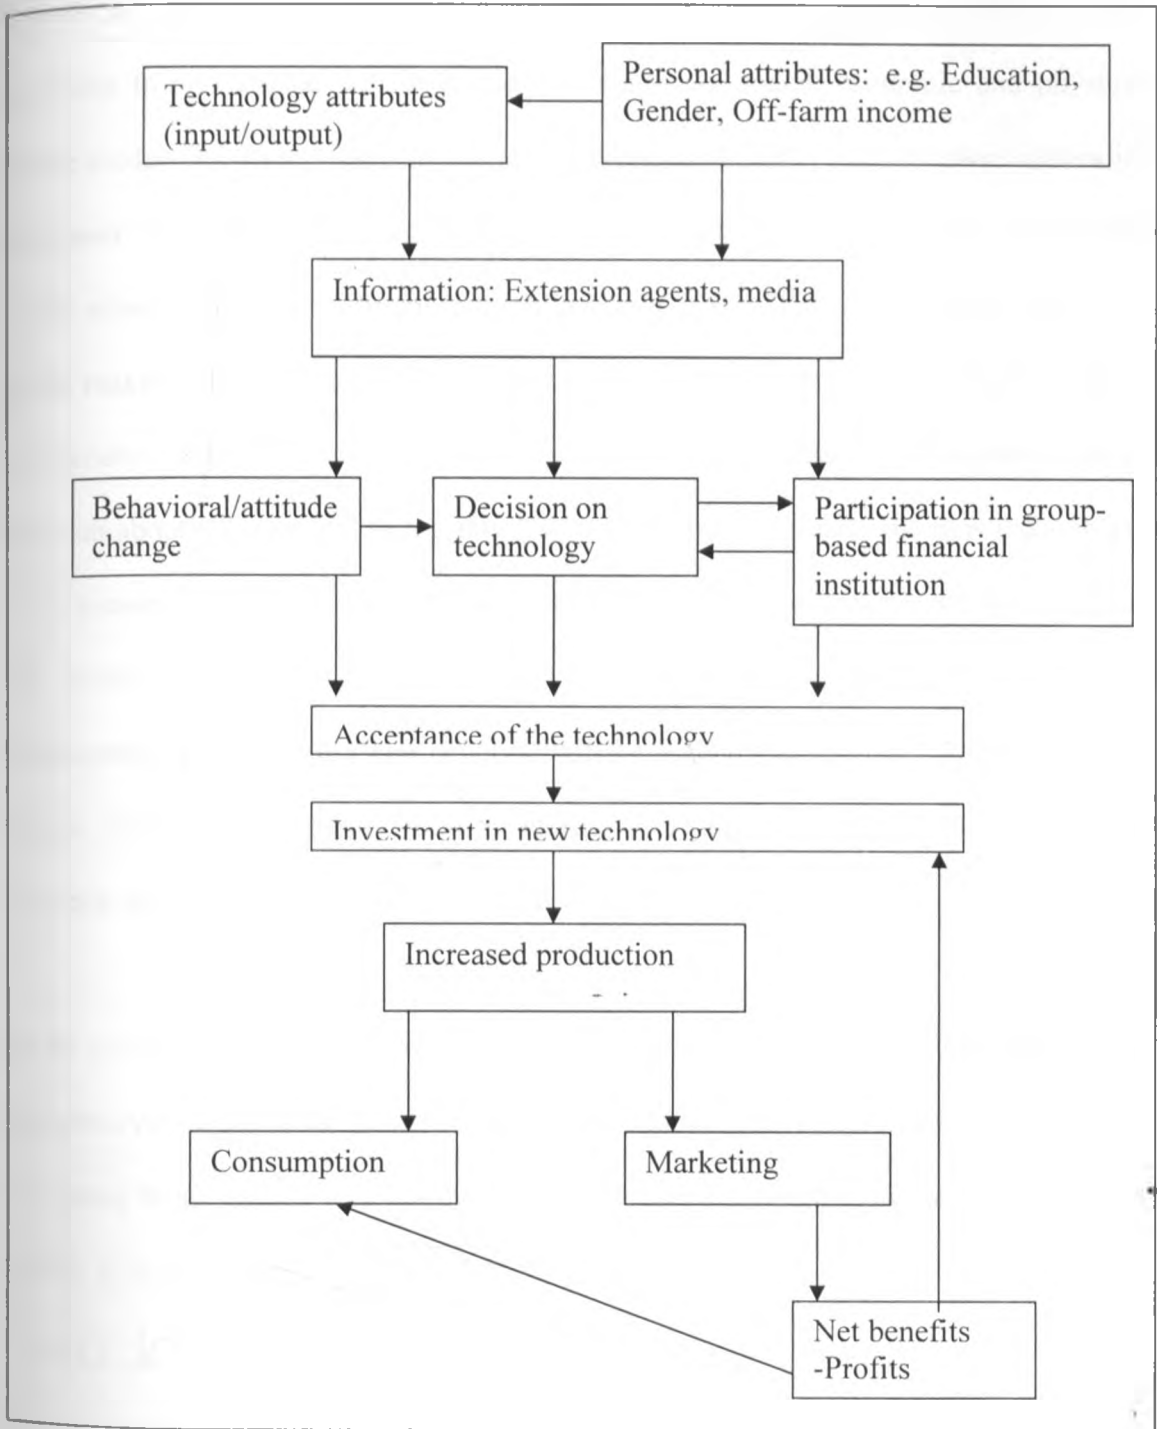 Technology attributes
(input/output)
Personal attributes: e.g. Education,
Gender, Off-farm income
Information: Extension agents, media
Behavioral/attitude
change
Decision on
technology
Participation in group-
based financial
institution
Acceptance of the technology
Investment in new technology
Increased production
Consumption
Marketing
Net benefits
-Profits